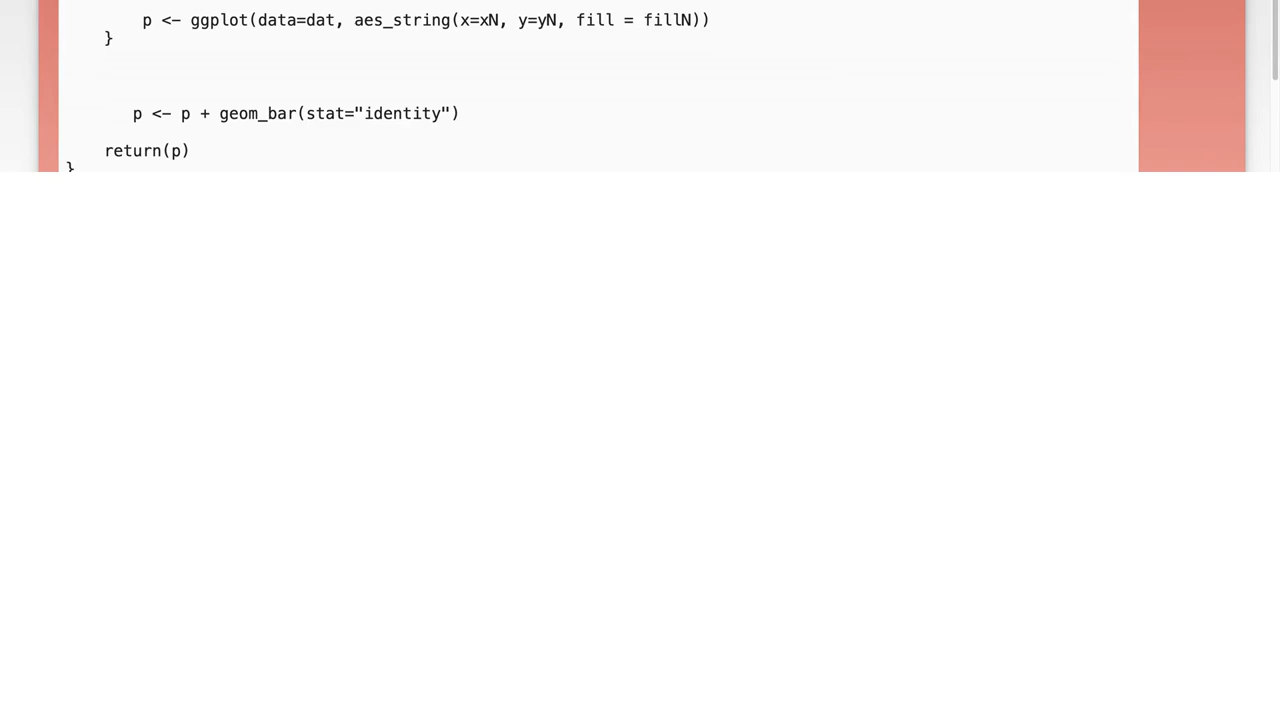 p <- ggplot(data=dat, aes_string(x=xN, y=yN, fill = fillN))
}
p <- p + geom_bar(stat="identity")
return(p)
}